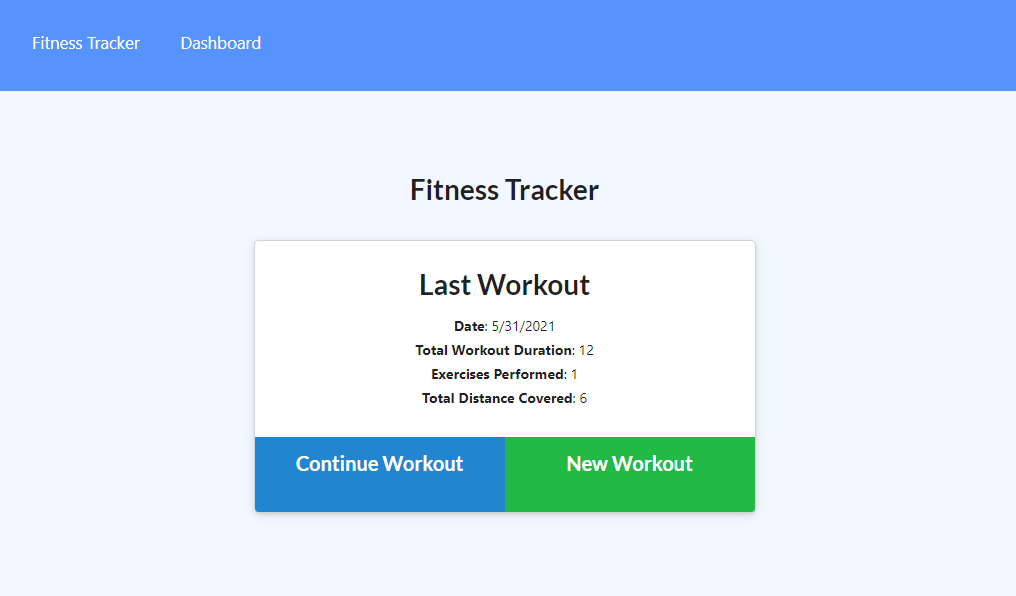 Fitness Tracker Dashboard
Fitness Tracker
Last Workout
Date: 5/31/2021
Total Workout Duration: 12
Exercises Performed: 1
Total Distance Covered: 6
Continue Workout New Workout